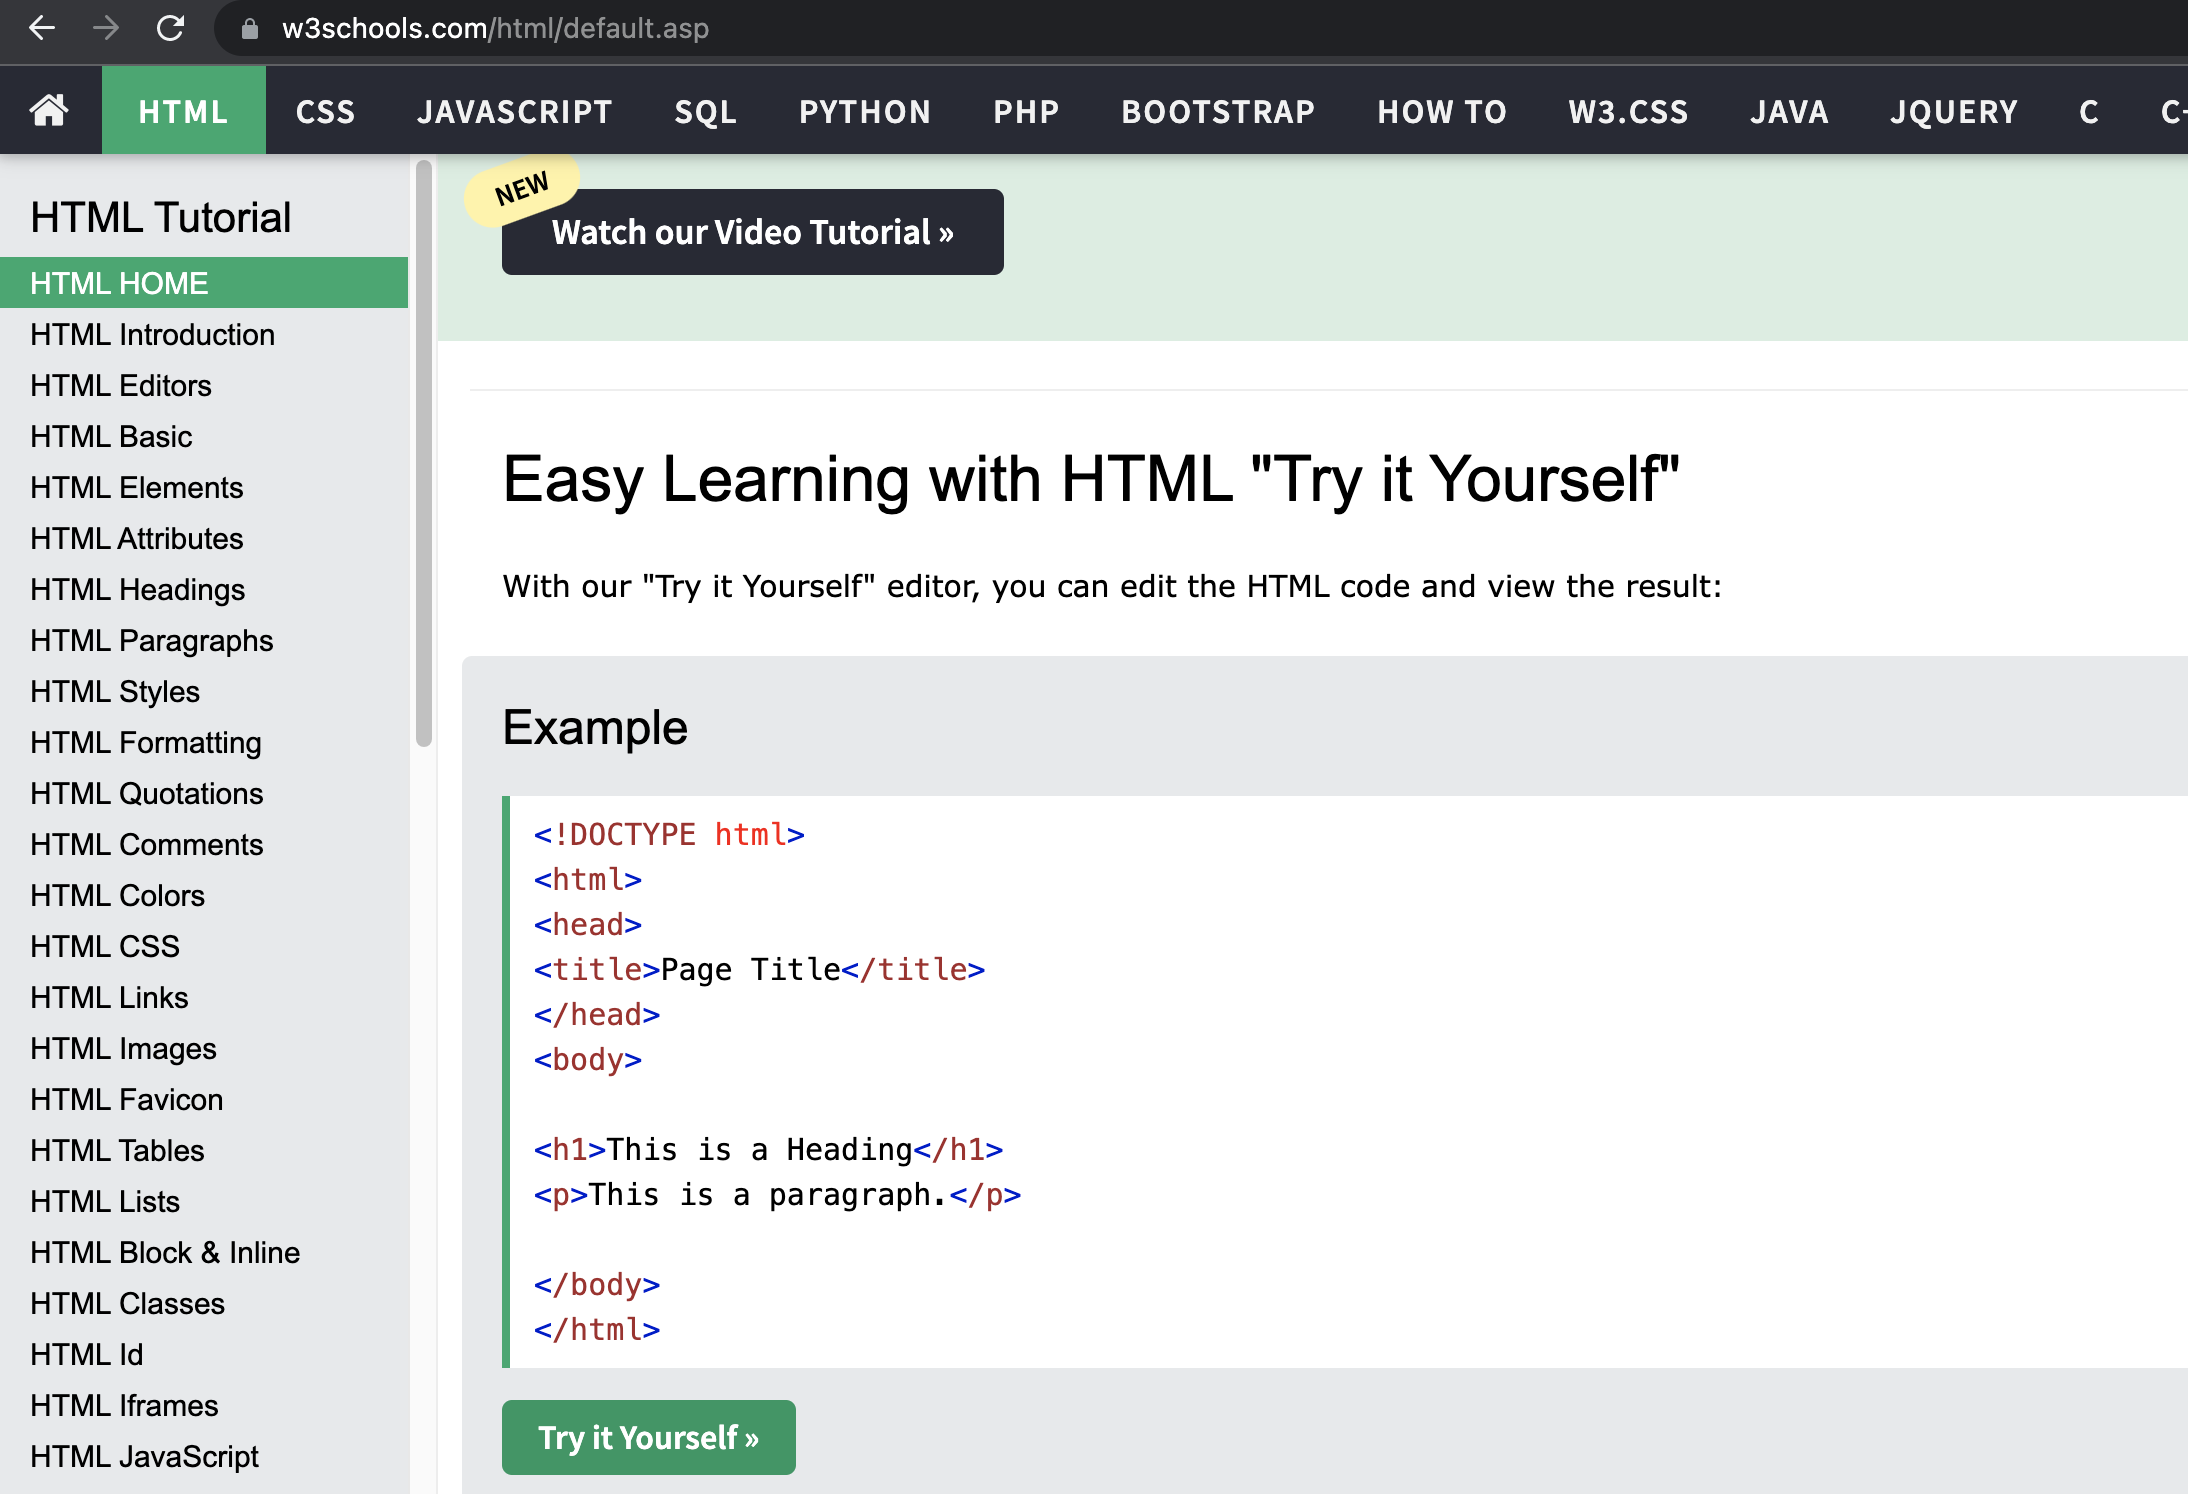 w3schools.com/html/default.asp
HTML CSS JAVASCRIPT SQL PYTHON PHP BOOTSTRAP HOW TO W3.CSS JAVA JQUERY C
HTML Tutorial
HTML HOME
HTML Introduction
HTML Editors
HTML Basic
HTML Elements
HTML Attributes
HTML Headings
HTML Paragraphs
HTML Styles
HTML Formatting
HTML Quotations
HTML Comments
HTML Colors
HTML CSS
HTML Links
HTML Images
HTML Favicon
HTML Tables
HTML Lists
HTML Block & Inline
HTML Classes
HTML Id
HTML Iframes
HTML JavaScript
NEW
Watch our Video Tutorial »
Easy Learning with HTML "Try it Yourself"
With our "Try it Yourself" editor, you can edit the HTML code and view the result:
Example
<!DOCTYPE html>
<html>
<head>
<title>Page Title</title>
</head>
<body>
<h1>This is a Heading</h1>
<p>This is a paragraph.</p>
</body>
</html>
Try it Yourself »